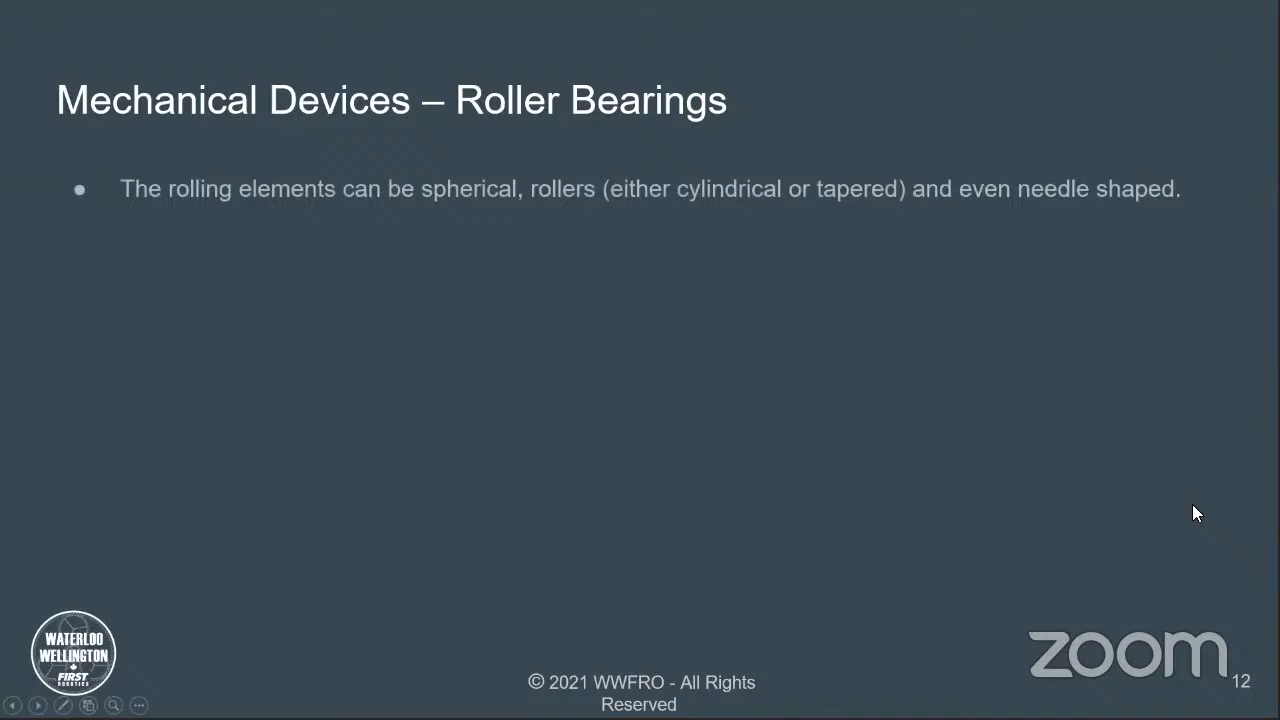 Mechanical Devices – Roller Bearings
● The rolling elements can be spherical, rollers (either cylindrical or tapered) and even needle shaped.
WATERLOO
WELLINGTON
FIRST
ROBOTICS
© 2021 WWFRO - All Rights
Reserved
zoom
12